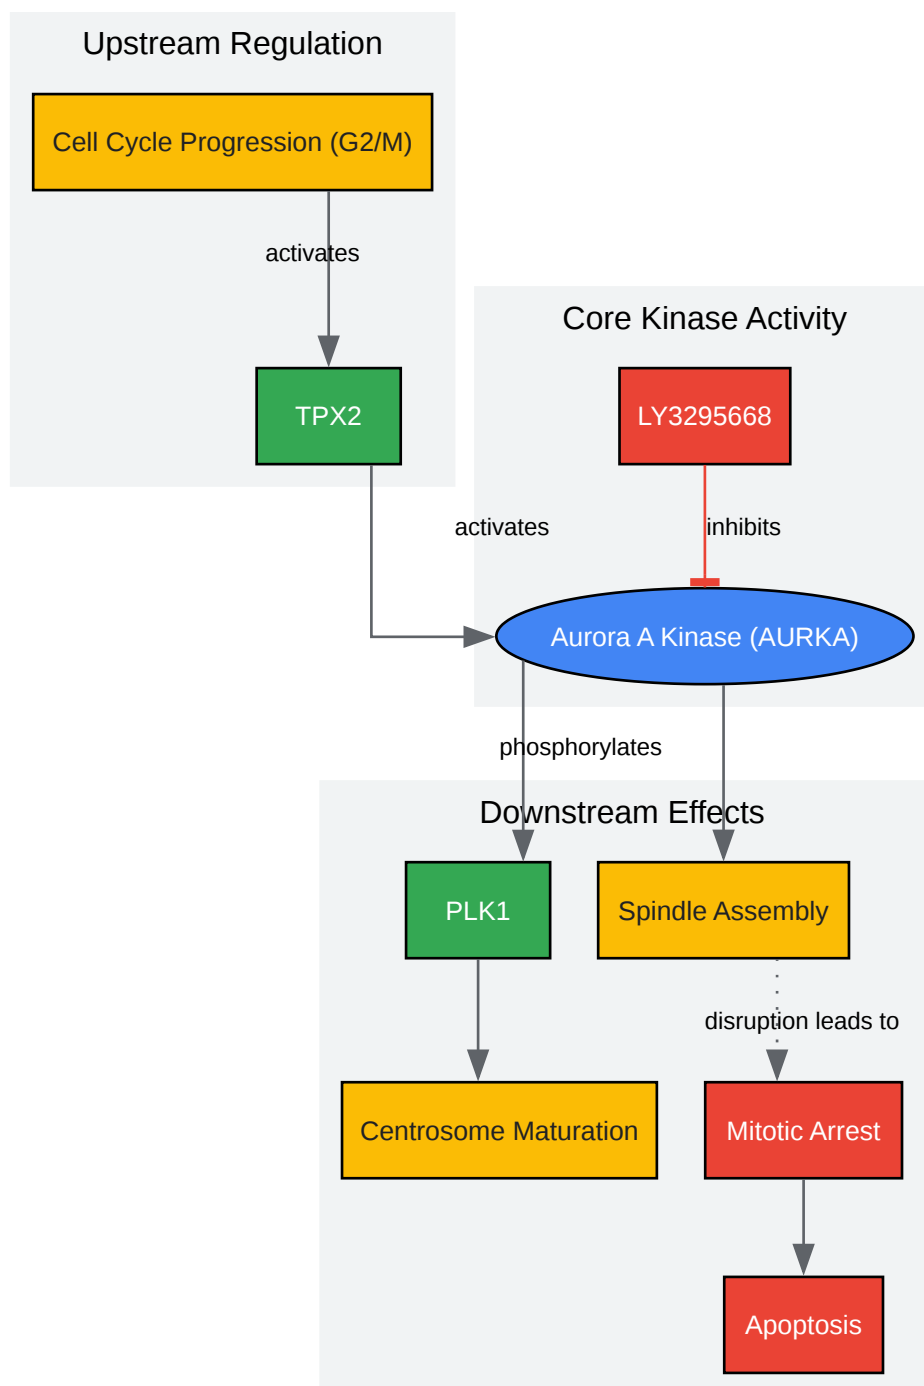 Upstream Regulation
Cell Cycle Progression (G2/M)
activates
TPX2
Core Kinase Activity
LY3295668
activates
inhibits
Aurora A Kinase (AURKA)
phosphorylates
Downstream Effects
PLK1
Spindle Assembly
disruption leads to
Centrosome Maturation
Mitotic Arrest
Apoptosis